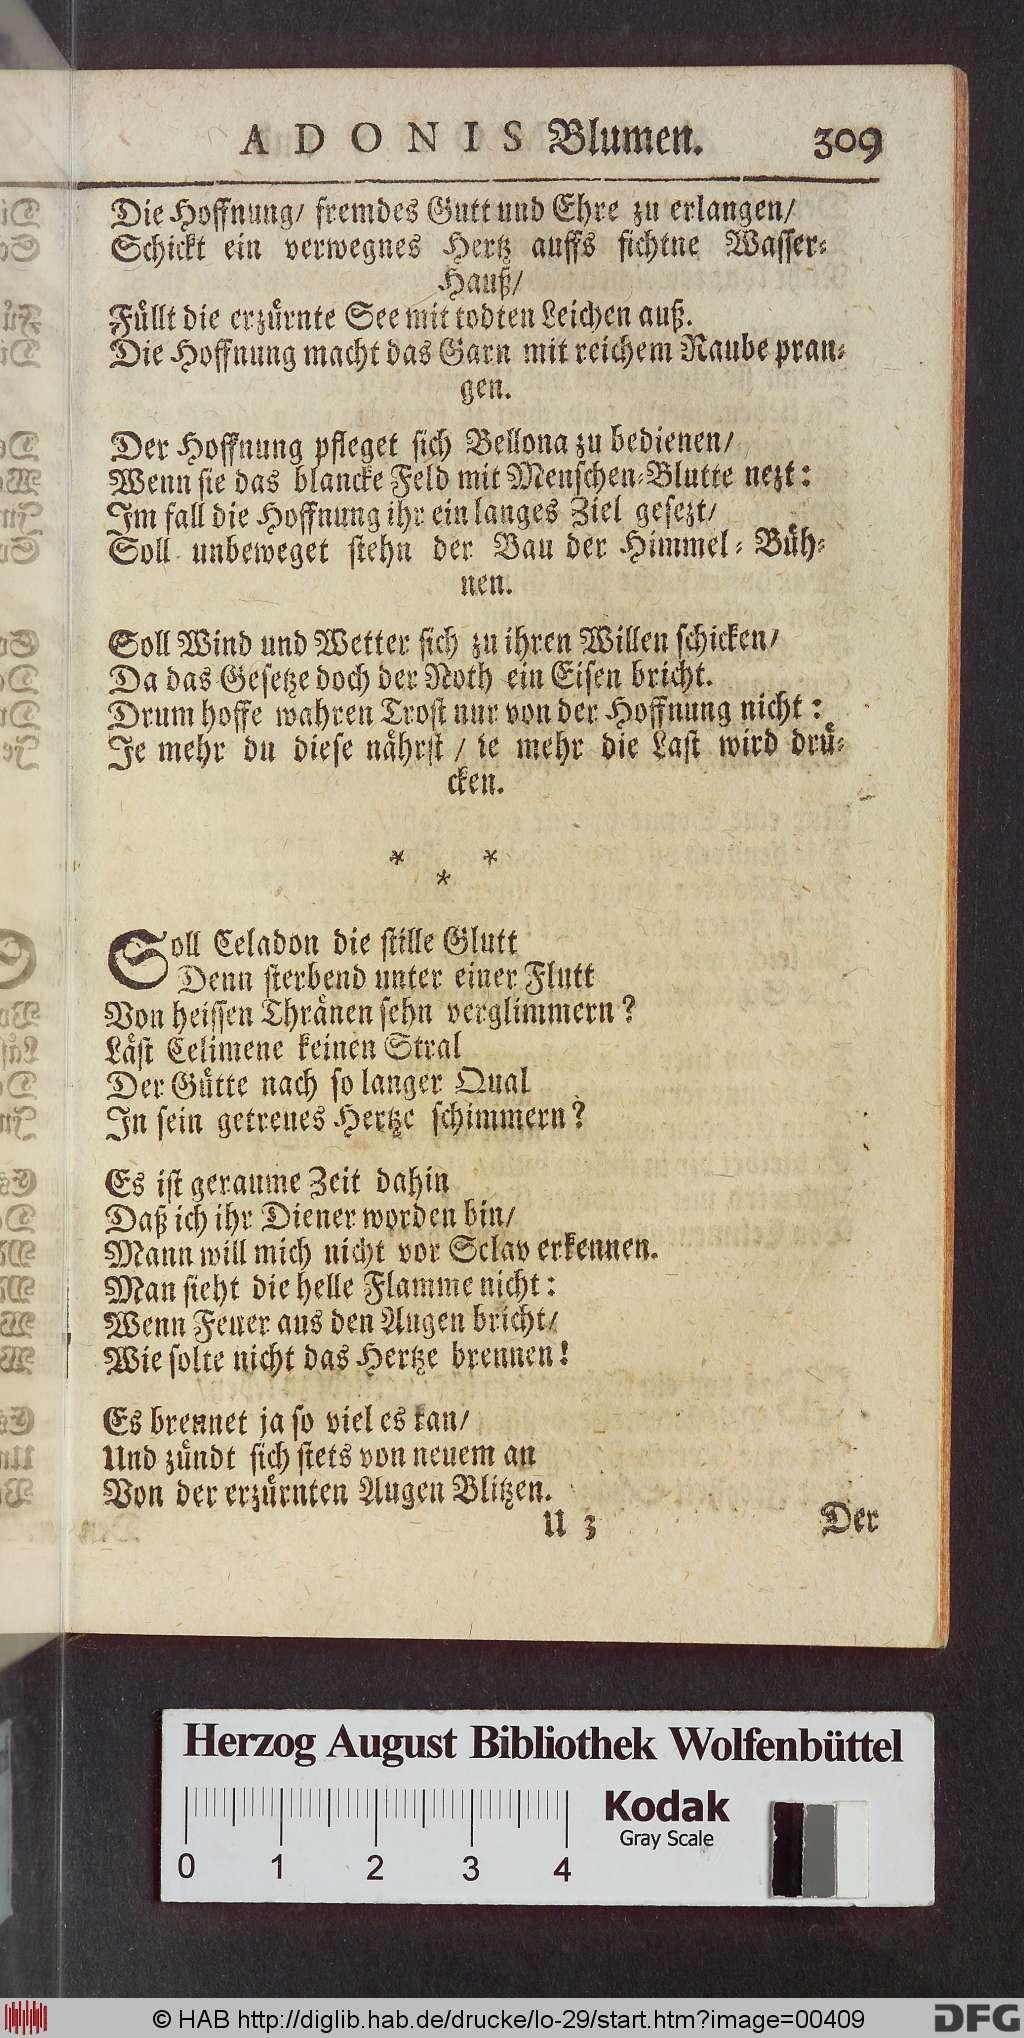 ADONIS Blumen. 309
Die Hoffnung/ fremdes Gutt und Ehre zu erlangen/
Schickt ein verwegnes Hertz auffs fichtne Wasser-
Hauß/
Füllt die erzürnte See mit todten Leichen auß.
Die Hoffnung macht das Garn mit reichem Raube pran-
gen.
Der Hoffnung pfleget sich Bellona zu bedienen/
Wenn sie das blancke Feld mit Menschen-Blutte nezt:
Im fall die Hoffnung ihr ein langes Ziel gesezt/
Soll unbeweget stehn der Bau der Himmel-Büh-
nen.
Soll Wind und Wetter sich zu ihren Willen schicken/
Da das Gesetze doch der Noth ein Eisen bricht.
Drum hoffe wahren Trost nur von der Hoffnung nicht:
Je mehr du diese nährst/ ie mehr die Last wird drü-
cken.
* *
*
Soll Celadon die stille Glutt
Denn sterbend unter einer Flutt
Von heissen Thränen sehn verglimmern?
Läst Celimene keinen Stral
Der Gütte nach so langer Qual
In sein getreues Hertze schimmern?
Es ist geraume Zeit dahin
Daß ich ihr Diener worden bin/
Mann will mich nicht vor Sclav erkennen.
Man sieht die helle Flamme nicht:
Wenn Feuer aus den Augen bricht/
Wie solte nicht das Hertze brennen!
Es brennet ja so viel es kan/
Und zündt sich stets von neuem an
Von der erzürnten Augen Blitzen.
U 3 Der
Herzog August Bibliothek Wolfenbüttel
0 1 2 3 4
Kodak
Gray Scale
© HAB http://diglib.hab.de/drucke/lo-29/start.htm?image=00409
DFG